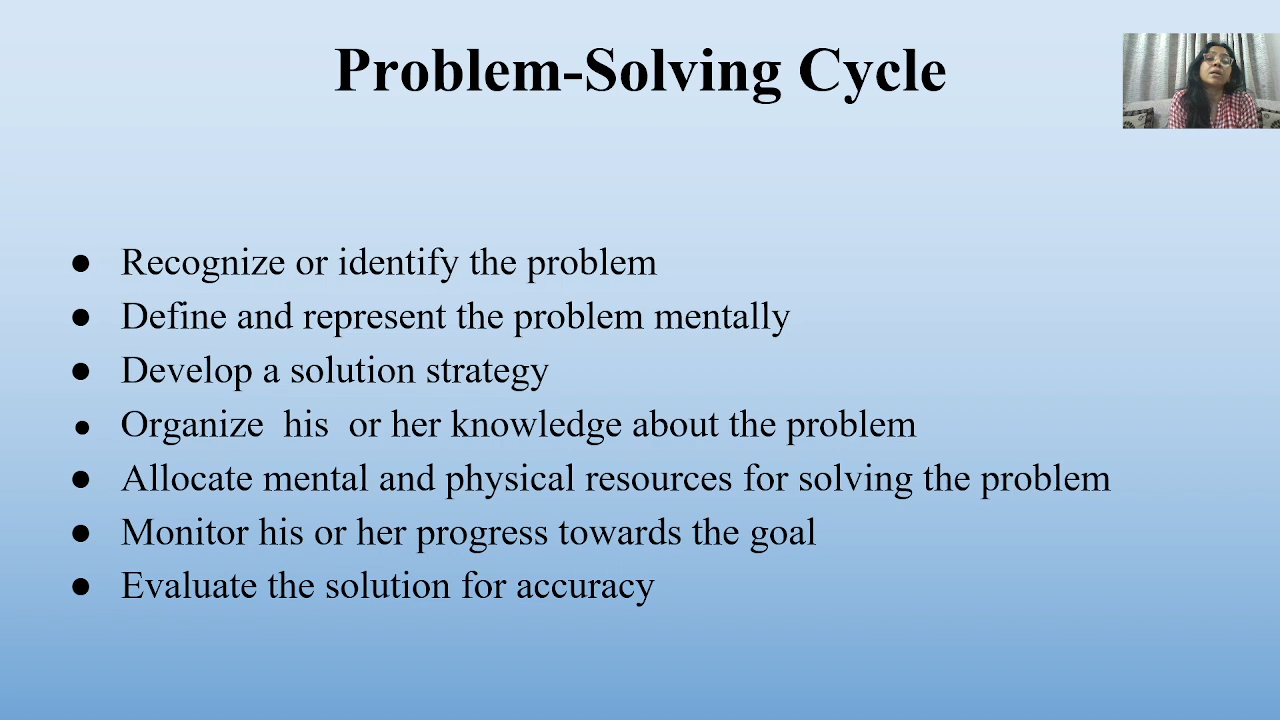 Problem-Solving Cycle
● Recognize or identify the problem
● Define and represent the problem mentally
● Develop a solution strategy
● Organize  his  or her knowledge about the problem
● Allocate mental and physical resources for solving the problem
● Monitor his or her progress towards the goal
● Evaluate the solution for accuracy